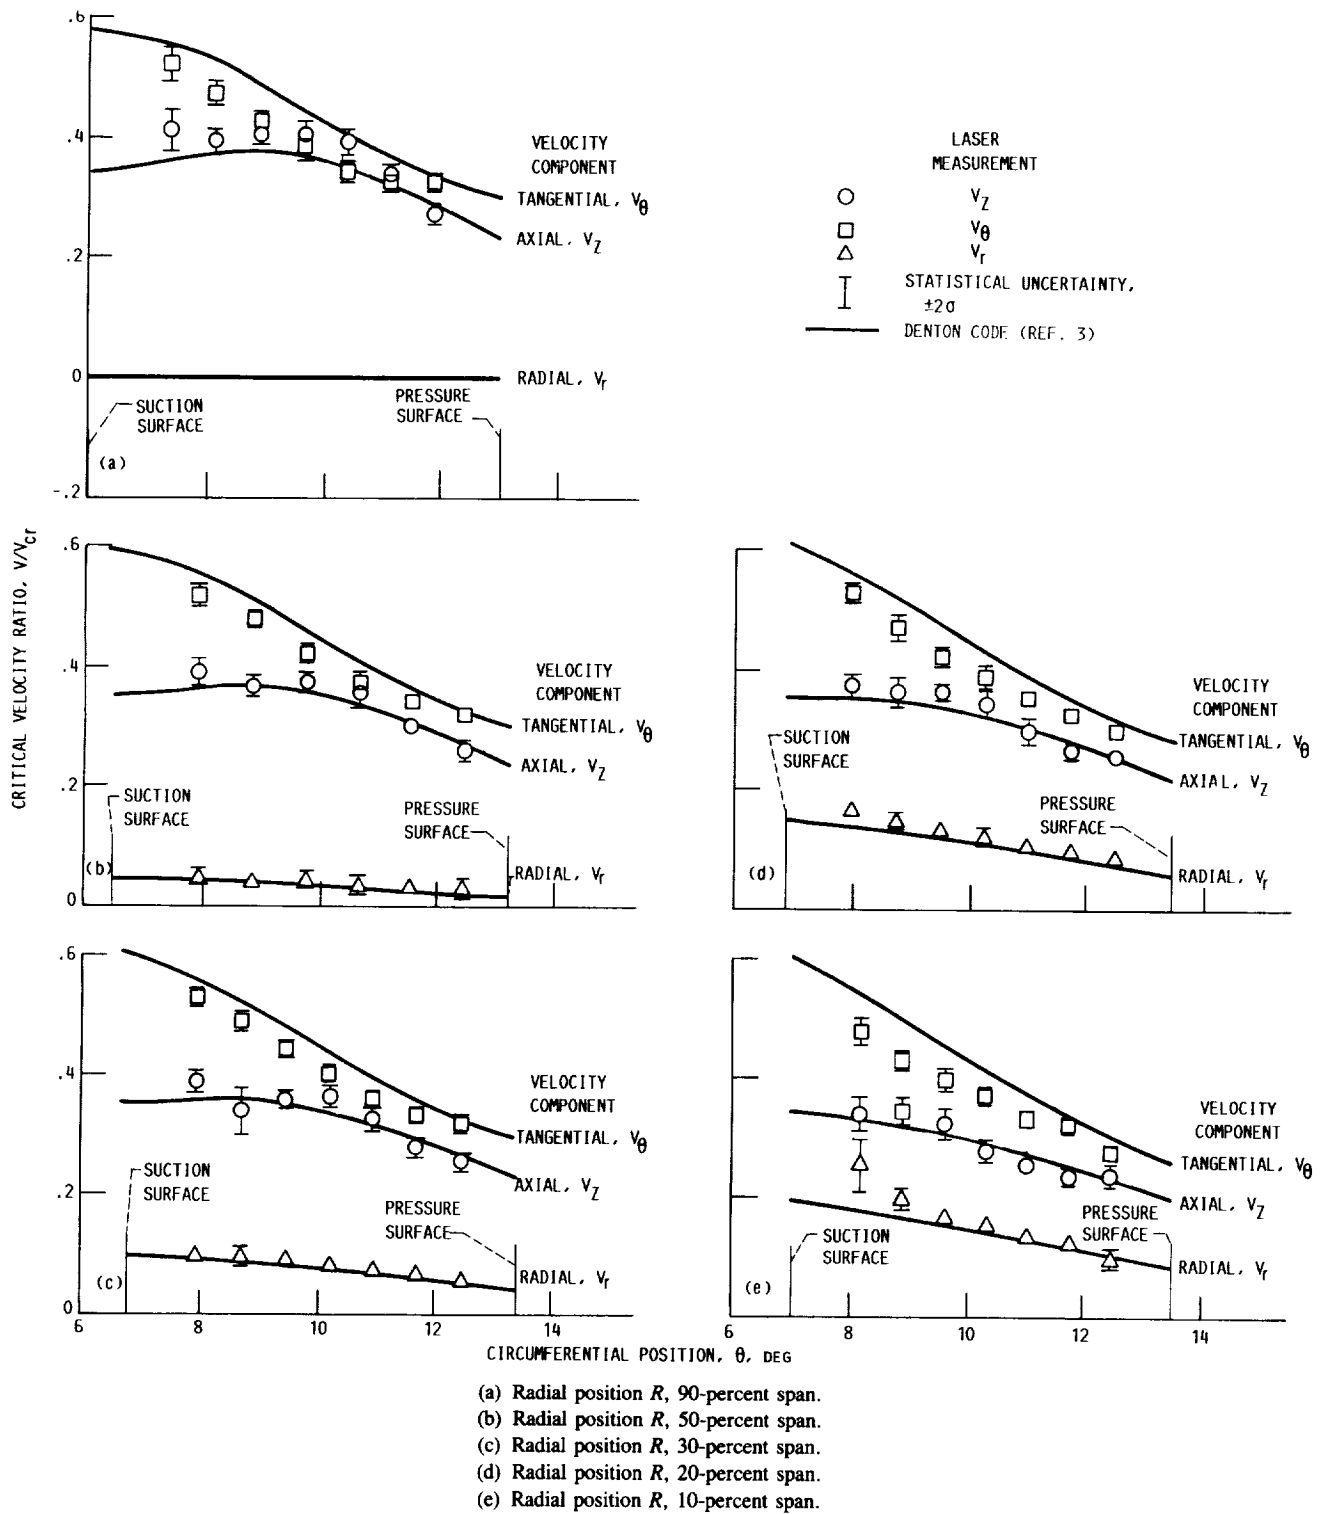 CRITICAL VELOCITY RATIO, V/Vcr
.6
.4
.2
0
-.2
VELOCITY
COMPONENT
TANGENTIAL, Vθ
AXIAL, VZ
RADIAL, Vr
SUCTION
SURFACE
PRESSURE
SURFACE
(a)
LASER
MEASUREMENT
VZ
Vθ
Vr
STATISTICAL UNCERTAINTY,
±2σ
DENTON CODE (REF. 3)
.6
.4
.2
0
VELOCITY
COMPONENT
TANGENTIAL, Vθ
AXIAL, VZ
SUCTION
SURFACE
PRESSURE
SURFACE
RADIAL, Vr
(b)
VELOCITY
COMPONENT
TANGENTIAL, Vθ
AXIAL, VZ
SUCTION
SURFACE
PRESSURE
SURFACE
RADIAL, Vr
(d)
.6
.4
.2
0
VELOCITY
COMPONENT
TANGENTIAL, Vθ
AXIAL, VZ
SUCTION
SURFACE
PRESSURE
SURFACE
RADIAL, Vr
(c)
6 8 10 12 14
VELOCITY
COMPONENT
TANGENTIAL, Vθ
AXIAL, VZ
PRESSURE
SURFACE
SUCTION
SURFACE
RADIAL, Vr
(e)
6 8 10 12 14
CIRCUMFERENTIAL POSITION, θ, DEG
(a) Radial position R, 90-percent span.
(b) Radial position R, 50-percent span.
(c) Radial position R, 30-percent span.
(d) Radial position R, 20-percent span.
(e) Radial position R, 10-percent span.